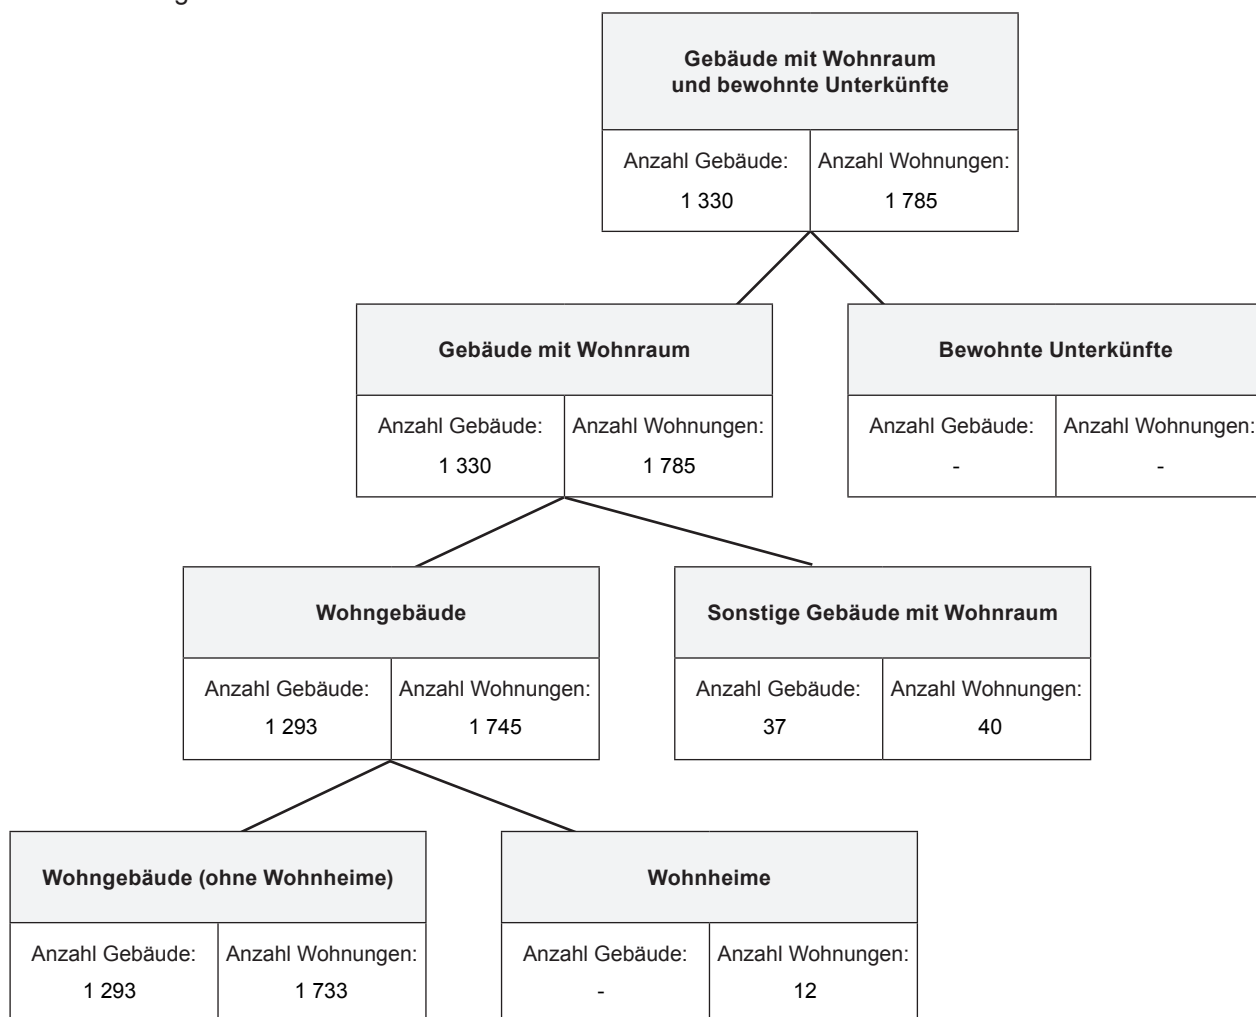 Gebäude mit Wohnraum
und bewohnte Unterkünfte
Anzahl Gebäude: Anzahl Wohnungen:
1 330 1 785
Gebäude mit Wohnraum
Anzahl Gebäude: Anzahl Wohnungen:
1 330 1 785
Bewohnte Unterkünfte
Anzahl Gebäude: Anzahl Wohnungen:
- -
Wohngebäude
Anzahl Gebäude: Anzahl Wohnungen:
1 293 1 745
Sonstige Gebäude mit Wohnraum
Anzahl Gebäude: Anzahl Wohnungen:
37 40
Wohngebäude (ohne Wohnheime)
Anzahl Gebäude: Anzahl Wohnungen:
1 293 1 733
Wohnheime
Anzahl Gebäude: Anzahl Wohnungen:
- 12